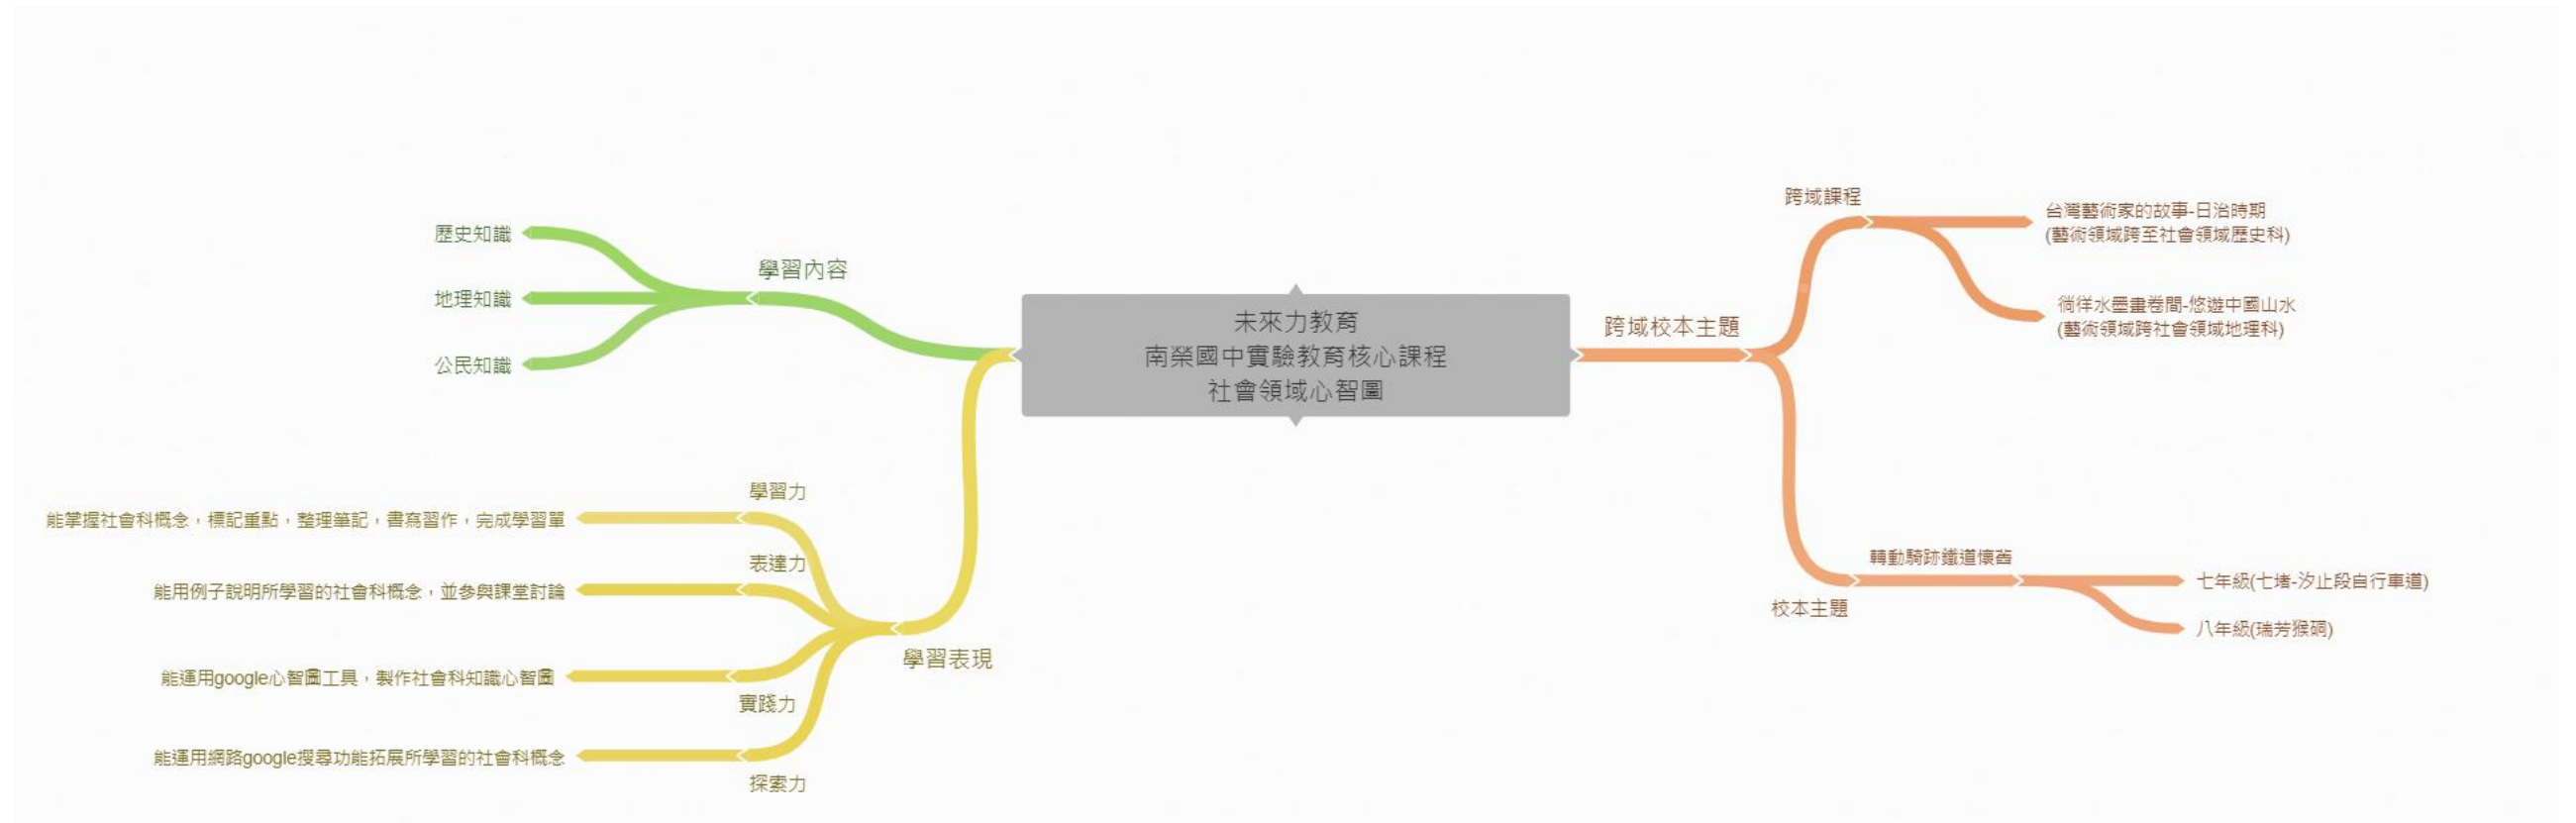 未來力教育
南榮國中實驗教育核心課程
社會領域心智圖
學習內容
歷史知識
地理知識
公民知識
學習表現
學習力
能掌握社會科概念，標記重點，整理筆記，書寫習作，完成學習單
表達力
能用例子說明所學習的社會科概念，並參與課堂討論
能運用google心智圖工具，製作社會科知識心智圖
實踐力
能運用網路google搜尋功能拓展所學習的社會科概念
探索力
跨域校本主題
跨域課程
台灣藝術家的故事-日治時期
(藝術領域跨至社會領域歷史科)
徜徉水墨畫卷間-悠遊中國山水
(藝術領域跨社會領域地理科)
校本主題
轉動騎跡鐵道懷舊
七年級(七堵-汐止段自行車道)
八年級(瑞芳猴硐)